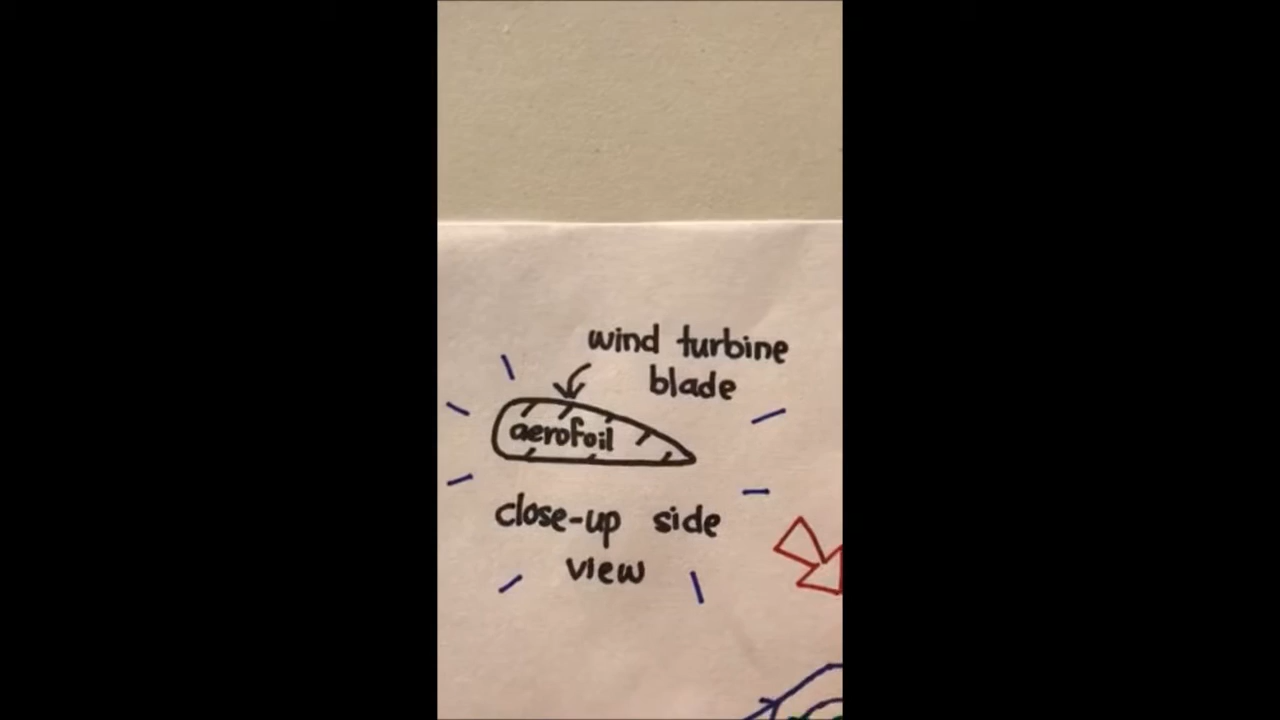 wind turbine
blade
aerofoil
close-up side
view